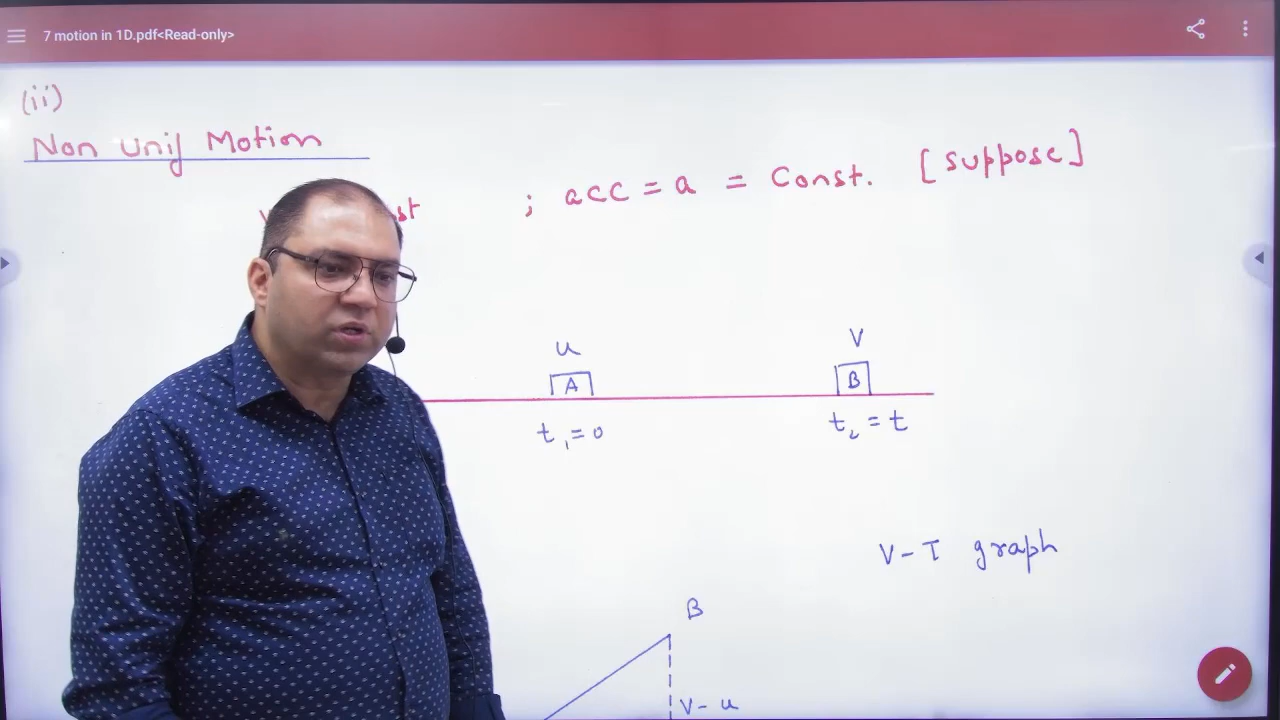 7 motion in 1D.pdf<Read-only>
(ii)
Non Unif Motion
; acc = a = Const. [suppose]
u
V
A
B
t₁ = 0
t₂ = t
V - T graph
B
V - u